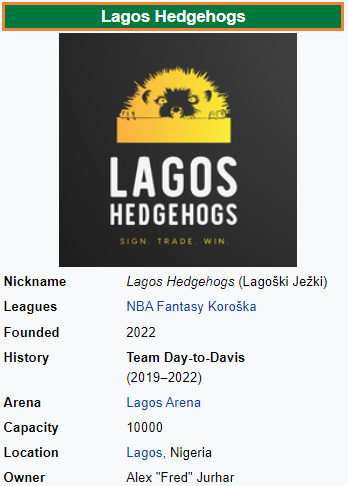 Lagos Hedgehogs
LAGOS
HEDGEHOGS
SIGN. TRADE. WIN.
Nickname Lagos Hedgehogs (Lagoški Ježki)
Leagues NBA Fantasy Koroška
Founded 2022
History Team Day-to-Davis
(2019–2022)
Arena Lagos Arena
Capacity 10000
Location Lagos, Nigeria
Owner Alex "Fred" Jurhar